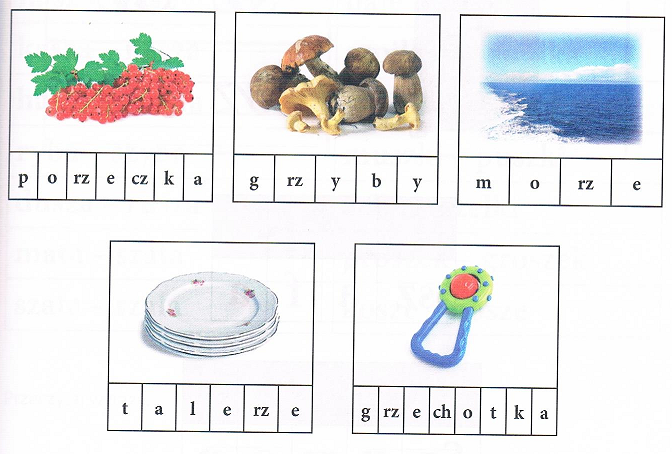 p o rz e cz k a
g rz y b y
m o rz e
t a l e rz e
g rz e ch o t k a